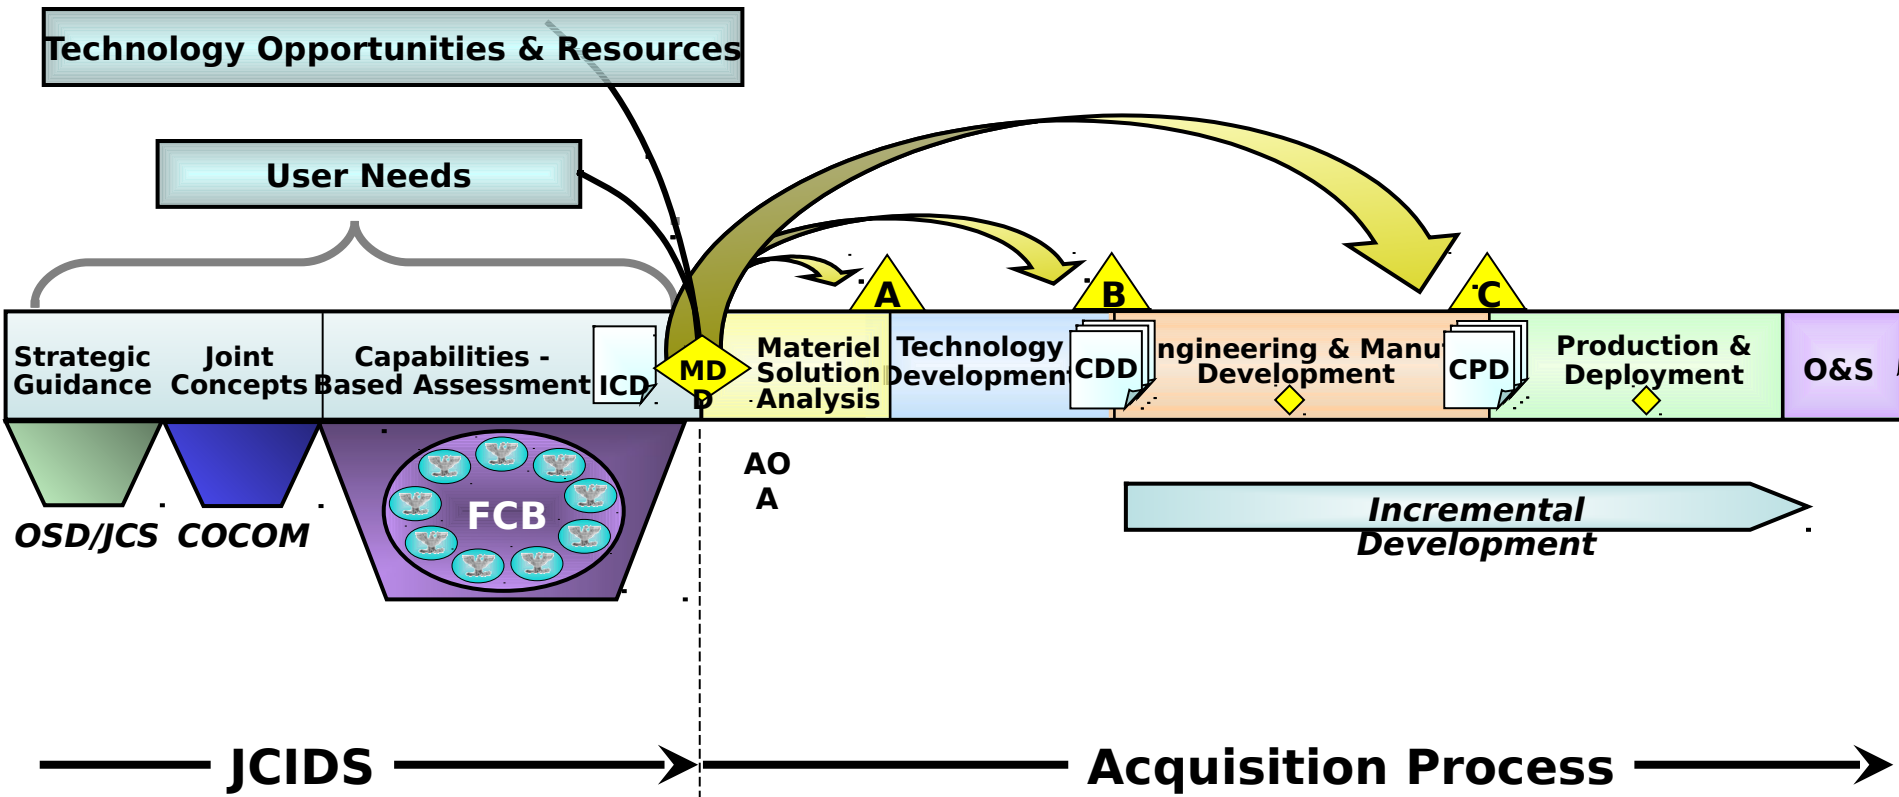 Technology Opportunities & Resources
User Needs
A
B
C
Strategic
Guidance
Joint
Concepts
Capabilities -
Based Assessment
ICD
MD
D
Materiel
Solution
Analysis
Technology
Development
CDD
ngineering & Manu
Development
CPD
Production &
Deployment
O&S
OSD/JCS
COCOM
FCB
AO
A
Incremental
Development
JCIDS
Acquisition Process